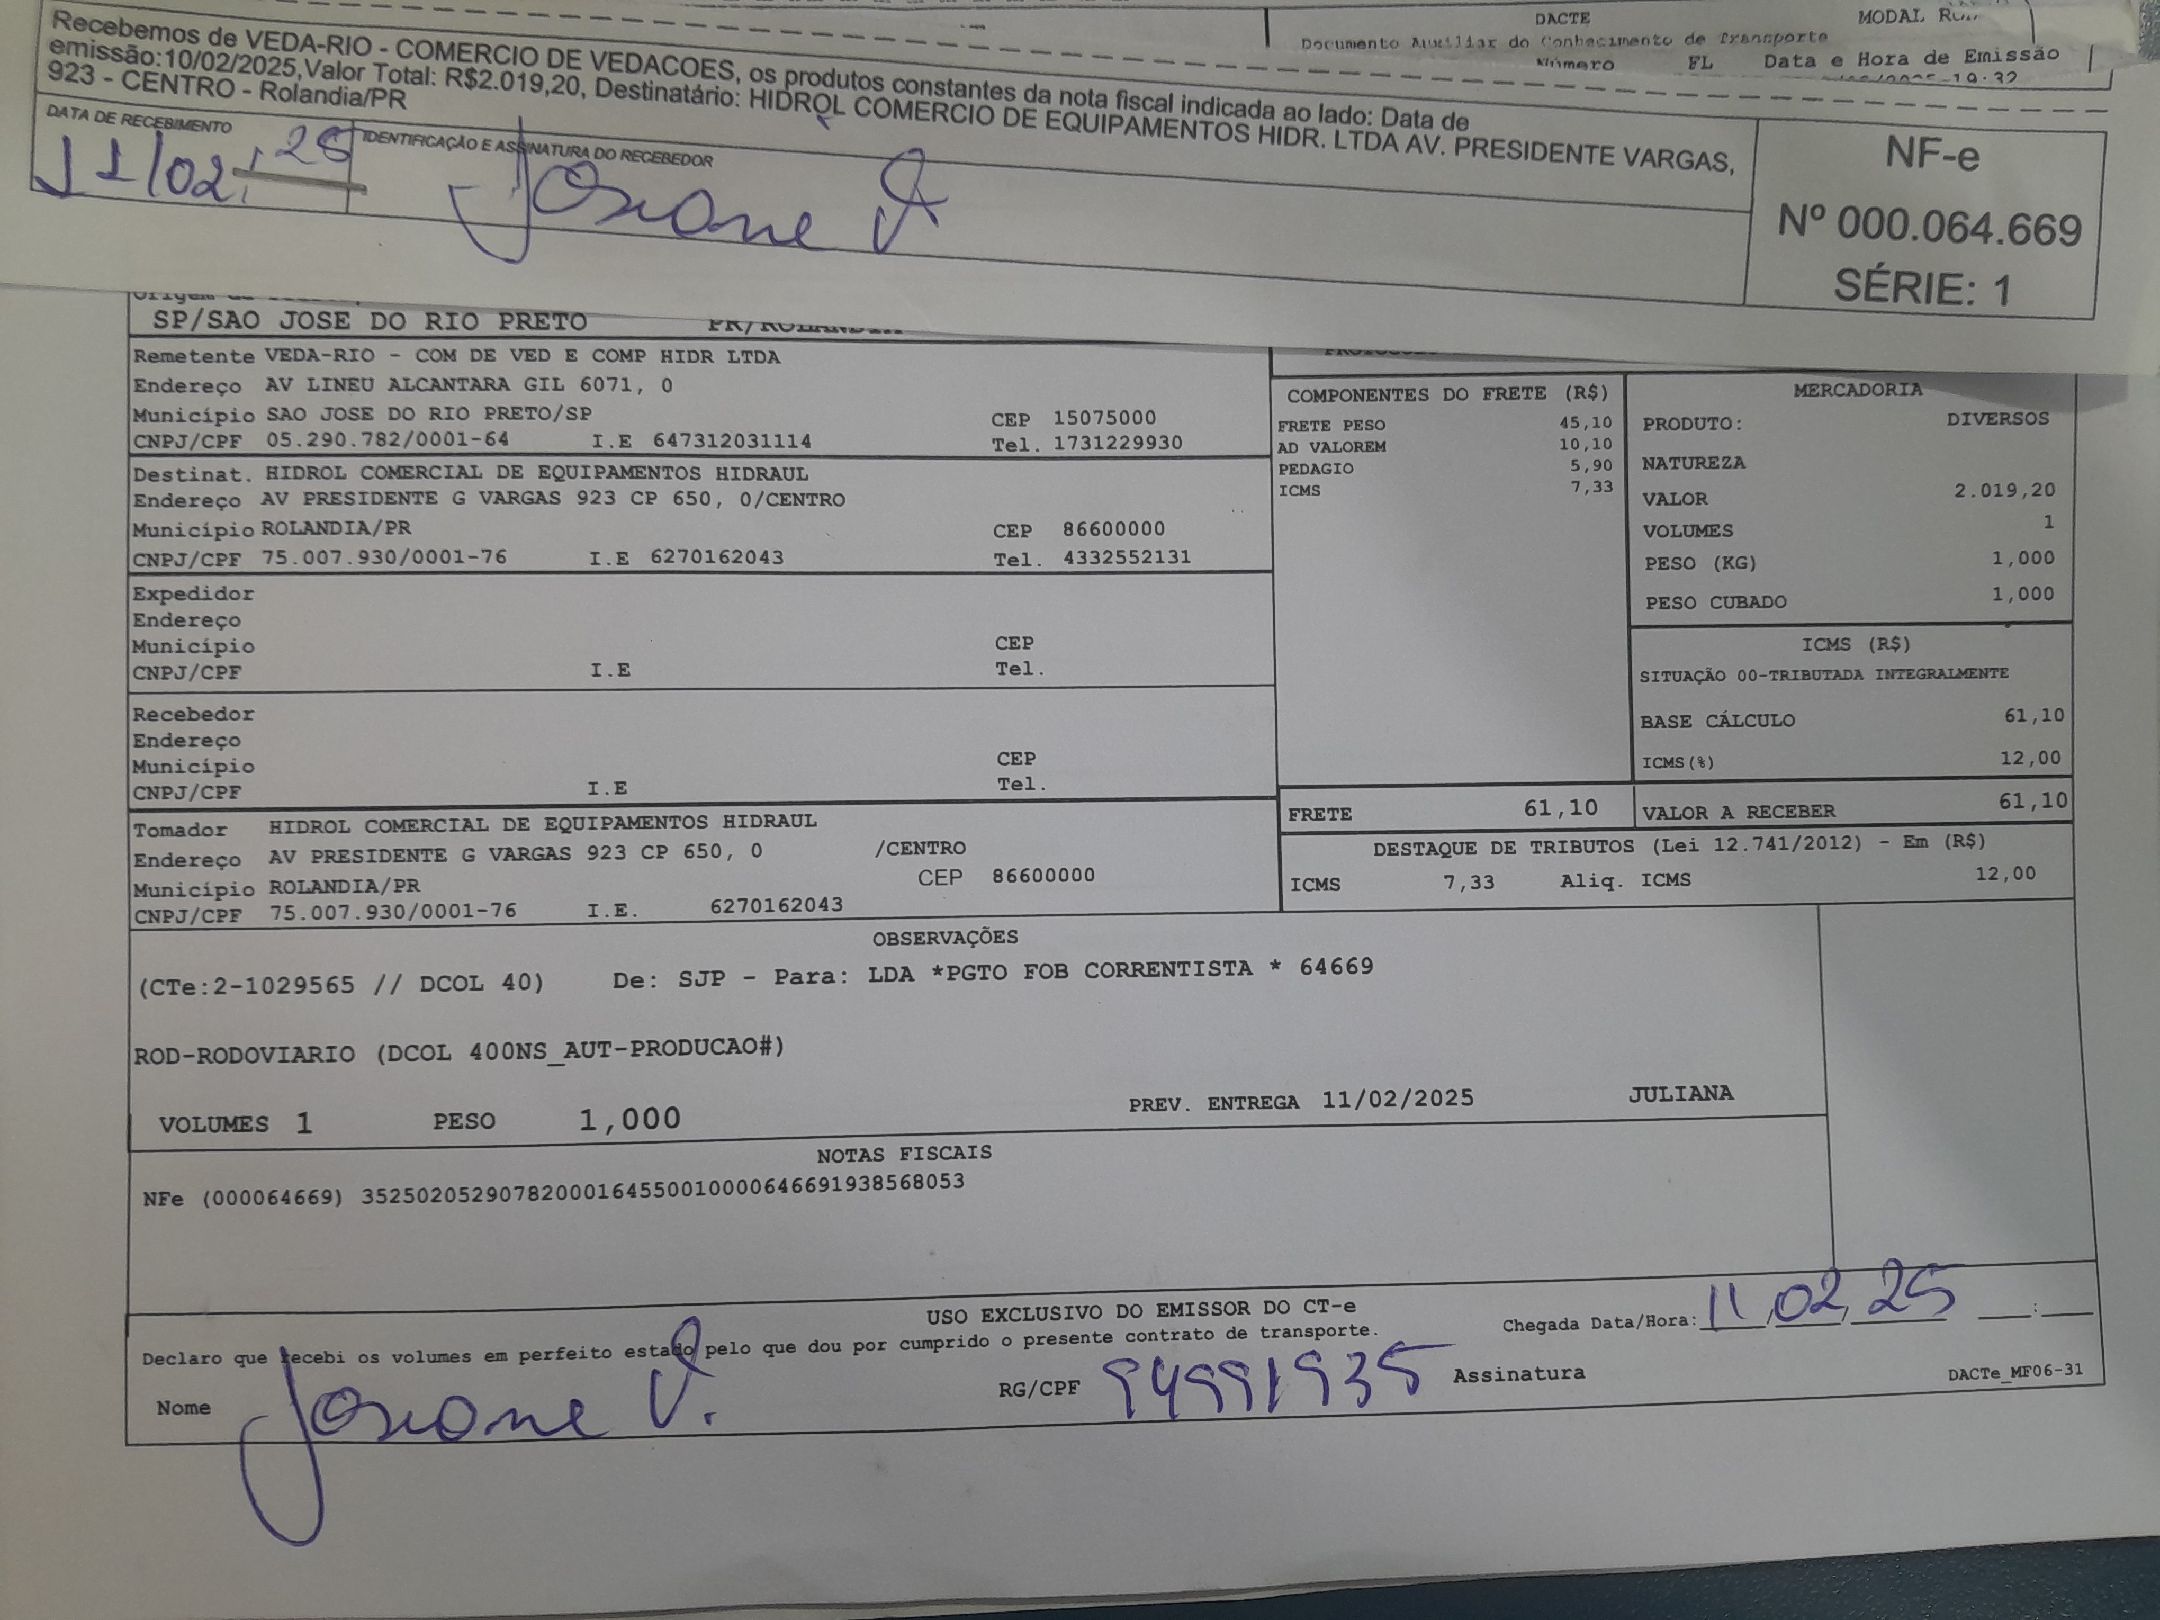 DACTE
MODAL
Documento Auxiliar do Conhecimento de Transporte
Número FL Data e Hora de Emissão
Recebemos de VEDA-RIO - COMERCIO DE VEDACOES, os produtos constantes da nota fiscal indicada ao lado: Data de
emissão:10/02/2025,Valor Total: R$2.019,20, Destinatário: HIDROL COMERCIO DE EQUIPAMENTOS HIDR. LTDA AV. PRESIDENTE VARGAS,
923 - CENTRO - Rolandia/PR
DATA DE RECEBIMENTO
IDENTIFICAÇÃO E ASSINATURA DO RECEBEDOR
11/02/25
Josiane V
NF-e
Nº 000.064.669
SÉRIE: 1
SP/SAO JOSE DO RIO PRETO PR/ROLANDIA
Remetente VEDA-RIO - COM DE VED E COMP HIDR LTDA
Endereço AV LINEU ALCANTARA GIL 6071, 0
Município SAO JOSE DO RIO PRETO/SP CEP 15075000
CNPJ/CPF 05.290.782/0001-64 I.E 647312031114 Tel. 1731229930
Destinat. HIDROL COMERCIAL DE EQUIPAMENTOS HIDRAUL
Endereço AV PRESIDENTE G VARGAS 923 CP 650, 0/CENTRO
Município ROLANDIA/PR CEP 86600000
CNPJ/CPF 75.007.930/0001-76 I.E 6270162043 Tel. 4332552131
Expedidor
Endereço
Município CEP
CNPJ/CPF I.E Tel.
Recebedor
Endereço
Município CEP
CNPJ/CPF I.E Tel.
Tomador HIDROL COMERCIAL DE EQUIPAMENTOS HIDRAUL
Endereço AV PRESIDENTE G VARGAS 923 CP 650, 0 /CENTRO
Município ROLANDIA/PR CEP 86600000
CNPJ/CPF 75.007.930/0001-76 I.E. 6270162043
COMPONENTES DO FRETE (R$)
FRETE PESO 45,10
AD VALOREM 10,10
PEDAGIO 5,90
ICMS 7,33
MERCADORIA
PRODUTO: DIVERSOS
NATUREZA
VALOR 2.019,20
VOLUMES 1
PESO (KG) 1,000
PESO CUBADO 1,000
ICMS (R$)
SITUAÇÃO 00-TRIBUTADA INTEGRALMENTE
BASE CÁLCULO 61,10
ICMS(%) 12,00
FRETE 61,10 VALOR A RECEBER 61,10
DESTAQUE DE TRIBUTOS (Lei 12.741/2012) - Em (R$)
ICMS 7,33 Aliq. ICMS 12,00
OBSERVAÇÕES
(CTe:2-1029565 // DCOL 40) De: SJP - Para: LDA *PGTO FOB CORRENTISTA * 64669
ROD-RODOVIARIO (DCOL 400NS_AUT-PRODUCAO#)
VOLUMES 1 PESO 1,000 PREV. ENTREGA 11/02/2025 JULIANA
NOTAS FISCAIS
NFe (000064669) 35250205290782000164550010000646691938568053
USO EXCLUSIVO DO EMISSOR DO CT-e
Declaro que recebi os volumes em perfeito estado pelo que dou por cumprido o presente contrato de transporte.
Chegada Data/Hora: 11 02 25 __:__
Nome Josiane V. RG/CPF 94991935 Assinatura
DACTe_MF06-31